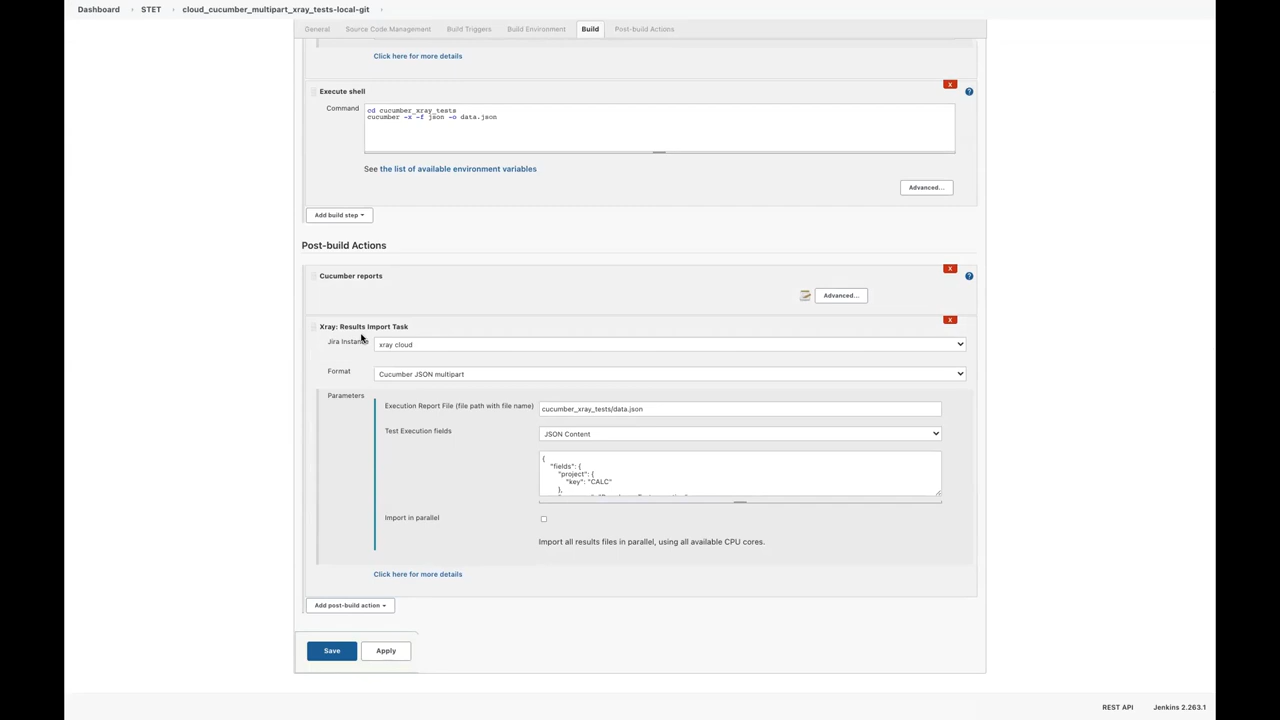 Dashboard › STET › cloud_cucumber_multipart_xray_tests-local-git ›
General Source Code Management Build Triggers Build Environment Build Post-build Actions
Click here for more details
Execute shell
X
?
Command
cd cucumber_xray_tests
cucumber -x -f json -o data.json
See the list of available environment variables
Advanced...
Add build step
Post-build Actions
X
Cucumber reports
?
Advanced...
X
Xray: Results Import Task
Jira Instance
xray cloud
Format
Cucumber JSON multipart
Parameters
Execution Report File (file path with file name)
cucumber_xray_tests/data.json
Test Execution fields
JSON Content
{
"fields": {
"project": {
"key": "CALC"
},
Import in parallel
Import all results files in parallel, using all available CPU cores.
Click here for more details
Add post-build action
Save
Apply
REST API Jenkins 2.263.1